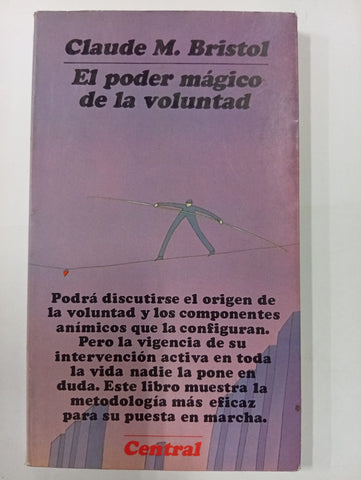 Claude M. Bristol
El poder mágico
de la voluntad
Podrá discutirse el origen de
la voluntad y los componentes
anímicos que la configuran.
Pero la vigencia de su
intervención activa en toda
la vida nadie la pone en
duda. Este libro muestra la
metodología más eficaz
para su puesta en marcha.
Central